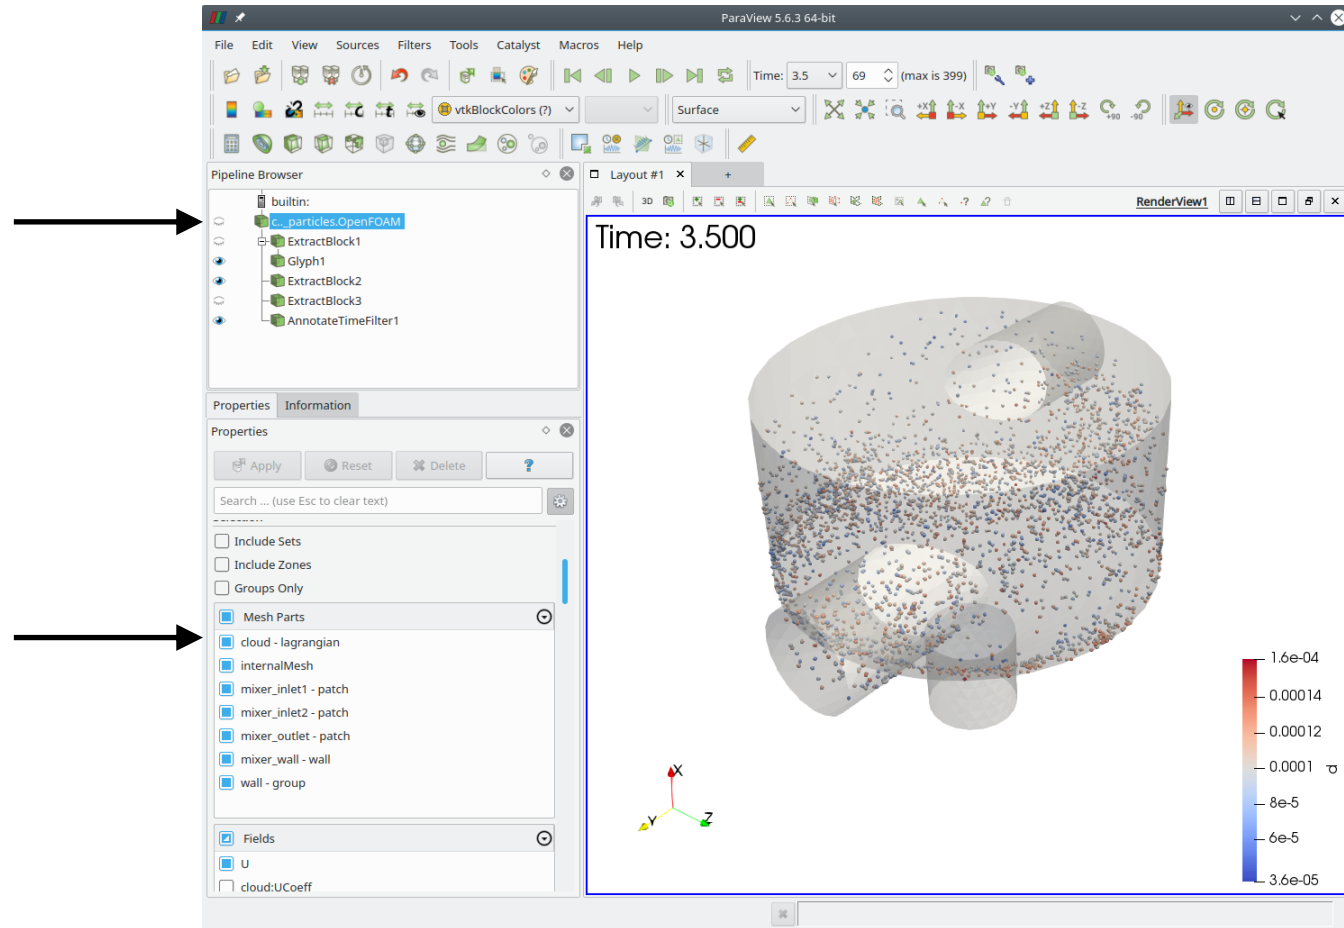 ParaView 5.6.3 64-bit
File Edit View Sources Filters Tools Catalyst Macros Help
Time: 3.5 69 (max is 399)
vtkBlockColors (?) Surface +X -X +Y -Y +Z -Z +90 -90
Pipeline Browser
builtin:
c.._particles.OpenFOAM
ExtractBlock1
Glyph1
ExtractBlock2
ExtractBlock3
AnnotateTimeFilter1
Properties Information
Properties
Apply Reset Delete ?
Search ... (use Esc to clear text)
Selection
Include Sets
Include Zones
Groups Only
Mesh Parts
cloud - lagrangian
internalMesh
mixer_inlet1 - patch
mixer_inlet2 - patch
mixer_outlet - patch
mixer_wall - wall
wall - group
Fields
U
cloud:UCoeff
Layout #1 +
3D RenderView1
Time: 3.500
1.6e-04
0.00014
0.00012
0.0001
d
8e-5
6e-5
3.6e-05
X
Y
Z